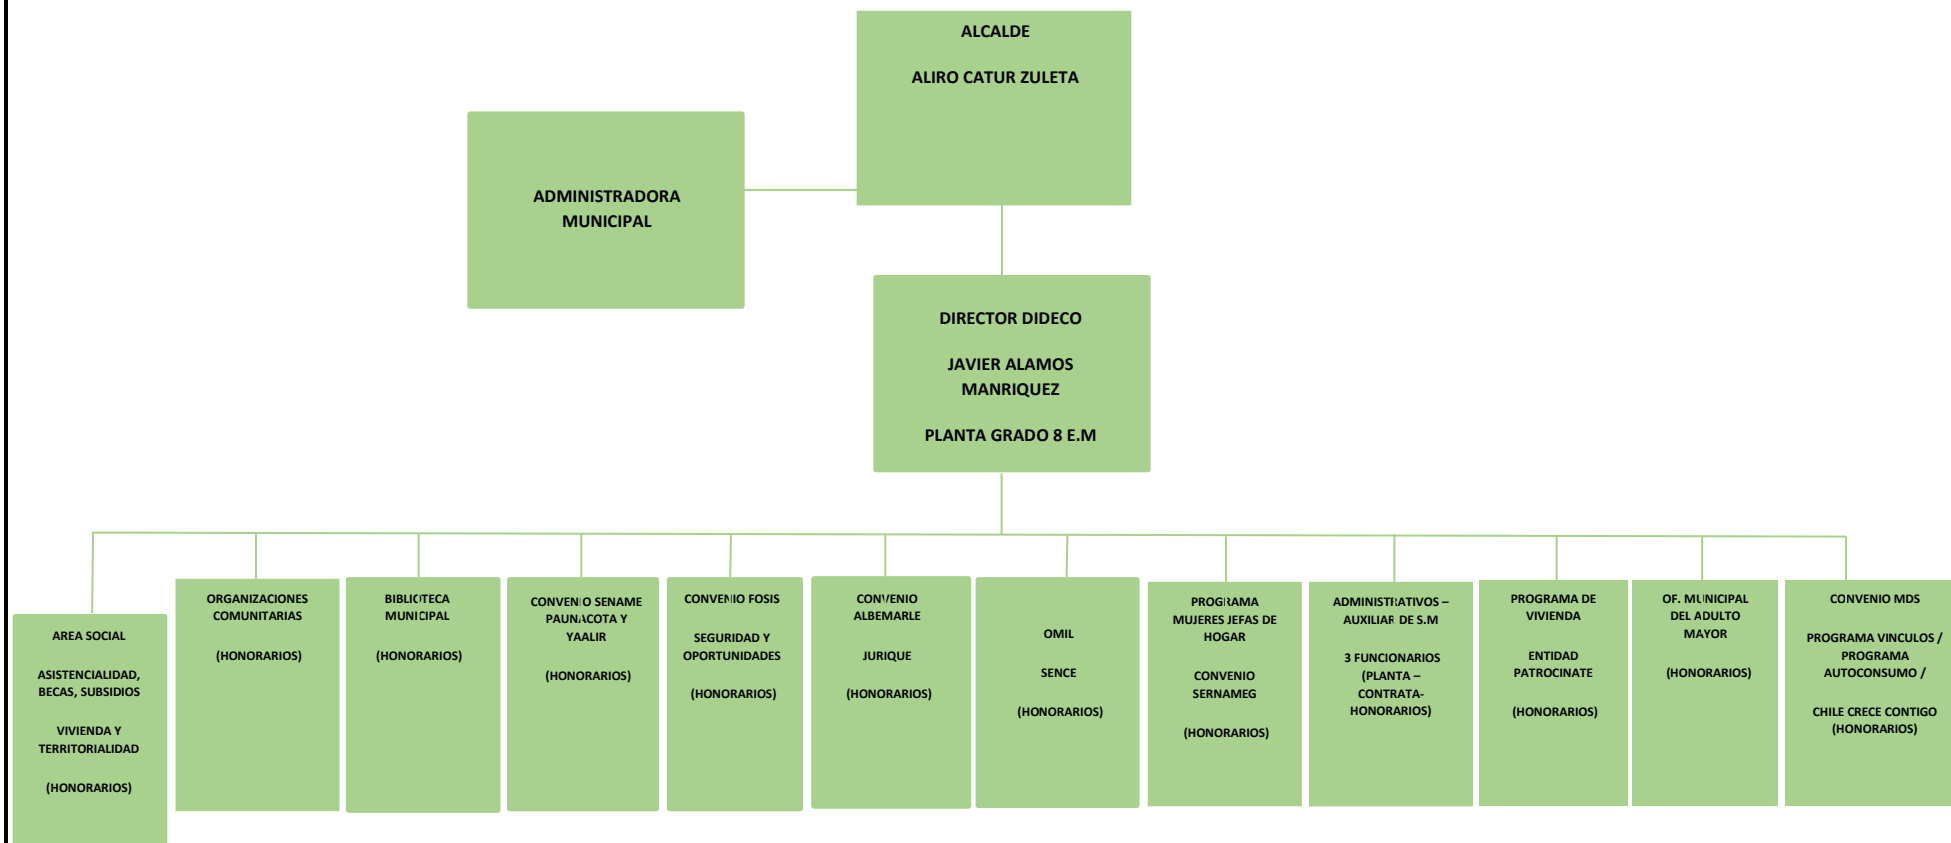 ALCALDE
ALIRO CATUR ZULETA
ADMINISTRADORA
MUNICIPAL
DIRECTOR DIDECO
JAVIER ALAMOS
MANRIQUEZ
PLANTA GRADO 8 E.M
AREA SOCIAL
ASISTENCIALIDAD,
BECAS, SUBSIDIOS
VIVIENDA Y
TERRITORIALIDAD
(HONORARIOS)
ORGANIZACIONES
COMUNITARIAS
(HONORARIOS)
BIBLIOTECA
MUNICIPAL
(HONORARIOS)
CONVENIO SENAME
PAUNACOTA Y
YAALIR
(HONORARIOS)
CONVENIO FOSIS
SEGURIDAD Y
OPORTUNIDADES
(HONORARIOS)
CONVENIO
ALBEMARLE
JURIQUE
(HONORARIOS)
OMIL
SENCE
(HONORARIOS)
PROGRAMA
MUJERES JEFAS DE
HOGAR
CONVENIO
SERNAMEG
(HONORARIOS)
ADMINISTRATIVOS –
AUXILIAR DE S.M
3 FUNCIONARIOS
(PLANTA –
CONTRATA-
HONORARIOS)
PROGRAMA DE
VIVIENDA
ENTIDAD
PATROCINATE
(HONORARIOS)
OF. MUNICIPAL
DEL ADULTO
MAYOR
(HONORARIOS)
CONVENIO MDS
PROGRAMA VINCULOS /
PROGRAMA
AUTOCONSUMO /
CHILE CRECE CONTIGO
(HONORARIOS)